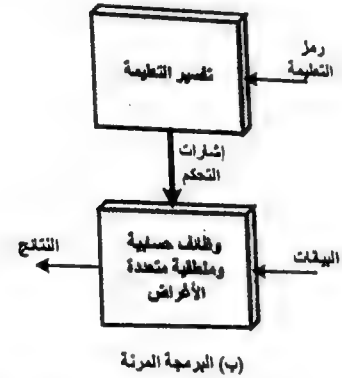 رمز
التعليمة
تفسير التعليمة
إشارات
التحكم
وظائف حسابية
ومنطقية متعددة
الأغراض
البيانات
النتائج
(ب) البرمجة المرنة